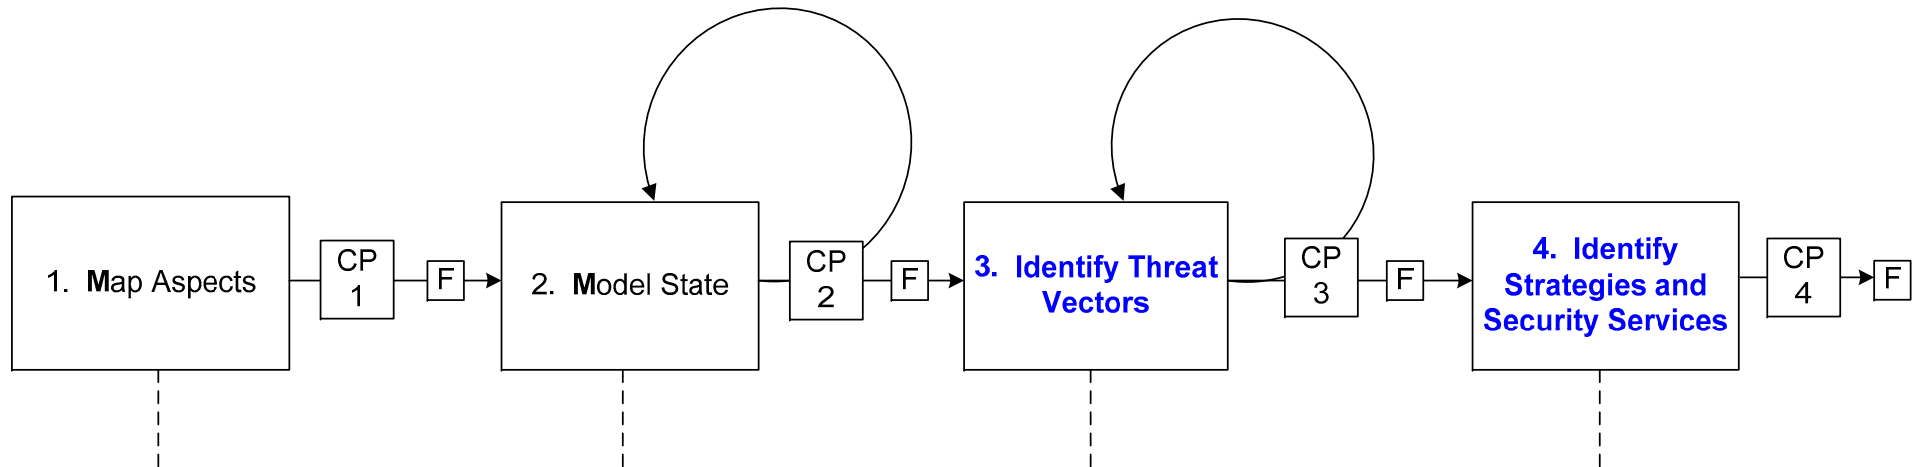 1. Map Aspects
CP
1
F
2. Model State
CP
2
F
3. Identify Threat
Vectors
CP
3
F
4. Identify
Strategies and
Security Services
CP
4
F